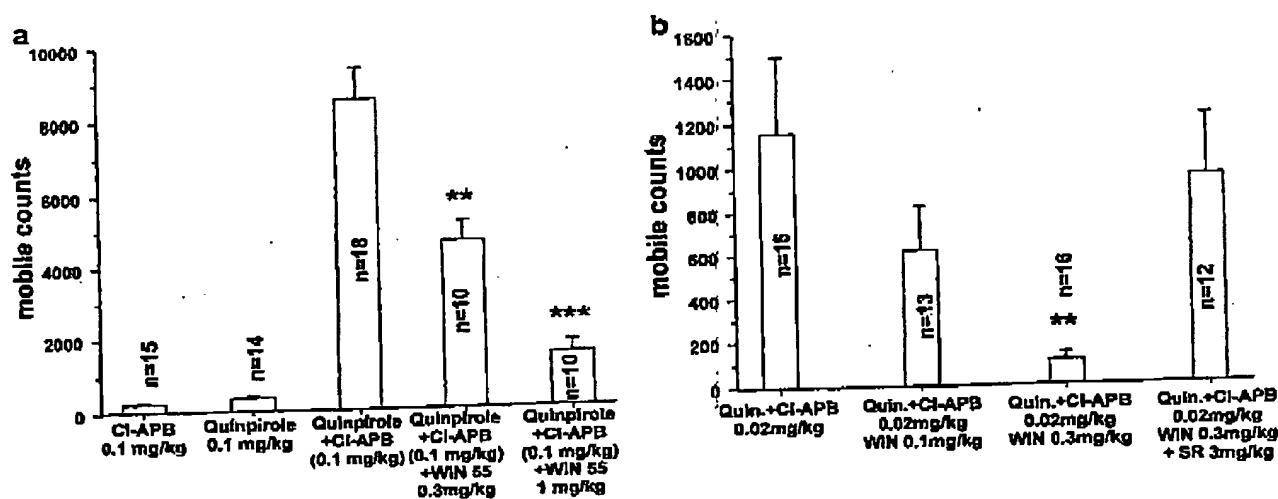 a
mobile counts
10000
8000
6000
4000
2000
0
n=15
n=14
n=18
**
n=10
***
n=10
Cl-APB
0.1 mg/kg
Quinpirole
0.1 mg/kg
Quinpirole
+Cl-APB
(0.1 mg/kg)
Quinpirole
+Cl-APB
(0.1 mg/kg)
+WIN 55
0.3mg/kg
Quinpirole
+Cl-APB
(0.1 mg/kg)
+WIN 55
1 mg/kg
b
mobile counts
1600
1400
1200
1000
800
600
400
200
0
n=13
n=16
**
n=12
Quin.+Cl-APB
0.02mg/kg
Quin.+Cl-APB
0.02mg/kg
WIN 0.1mg/kg
Quin.+Cl-APB
0.02mg/kg
WIN 0.3mg/kg
Quin.+Cl-APB
0.02mg/kg
WIN 0.3mg/kg
+ SR 3mg/kg